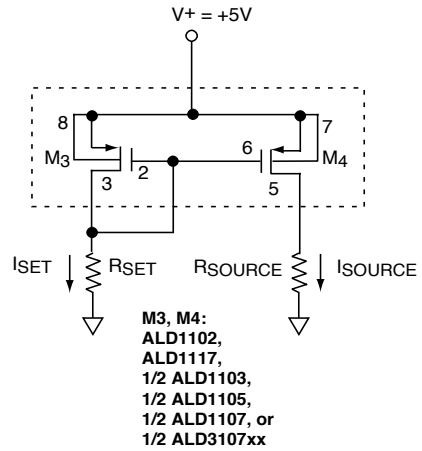 V+ = +5V
8
7
M3
6
M4
2
3
5
ISET
RSET
RSOURCE
ISOURCE
M3, M4:
ALD1102,
ALD1117,
1/2 ALD1103,
1/2 ALD1105,
1/2 ALD1107, or
1/2 ALD3107xx